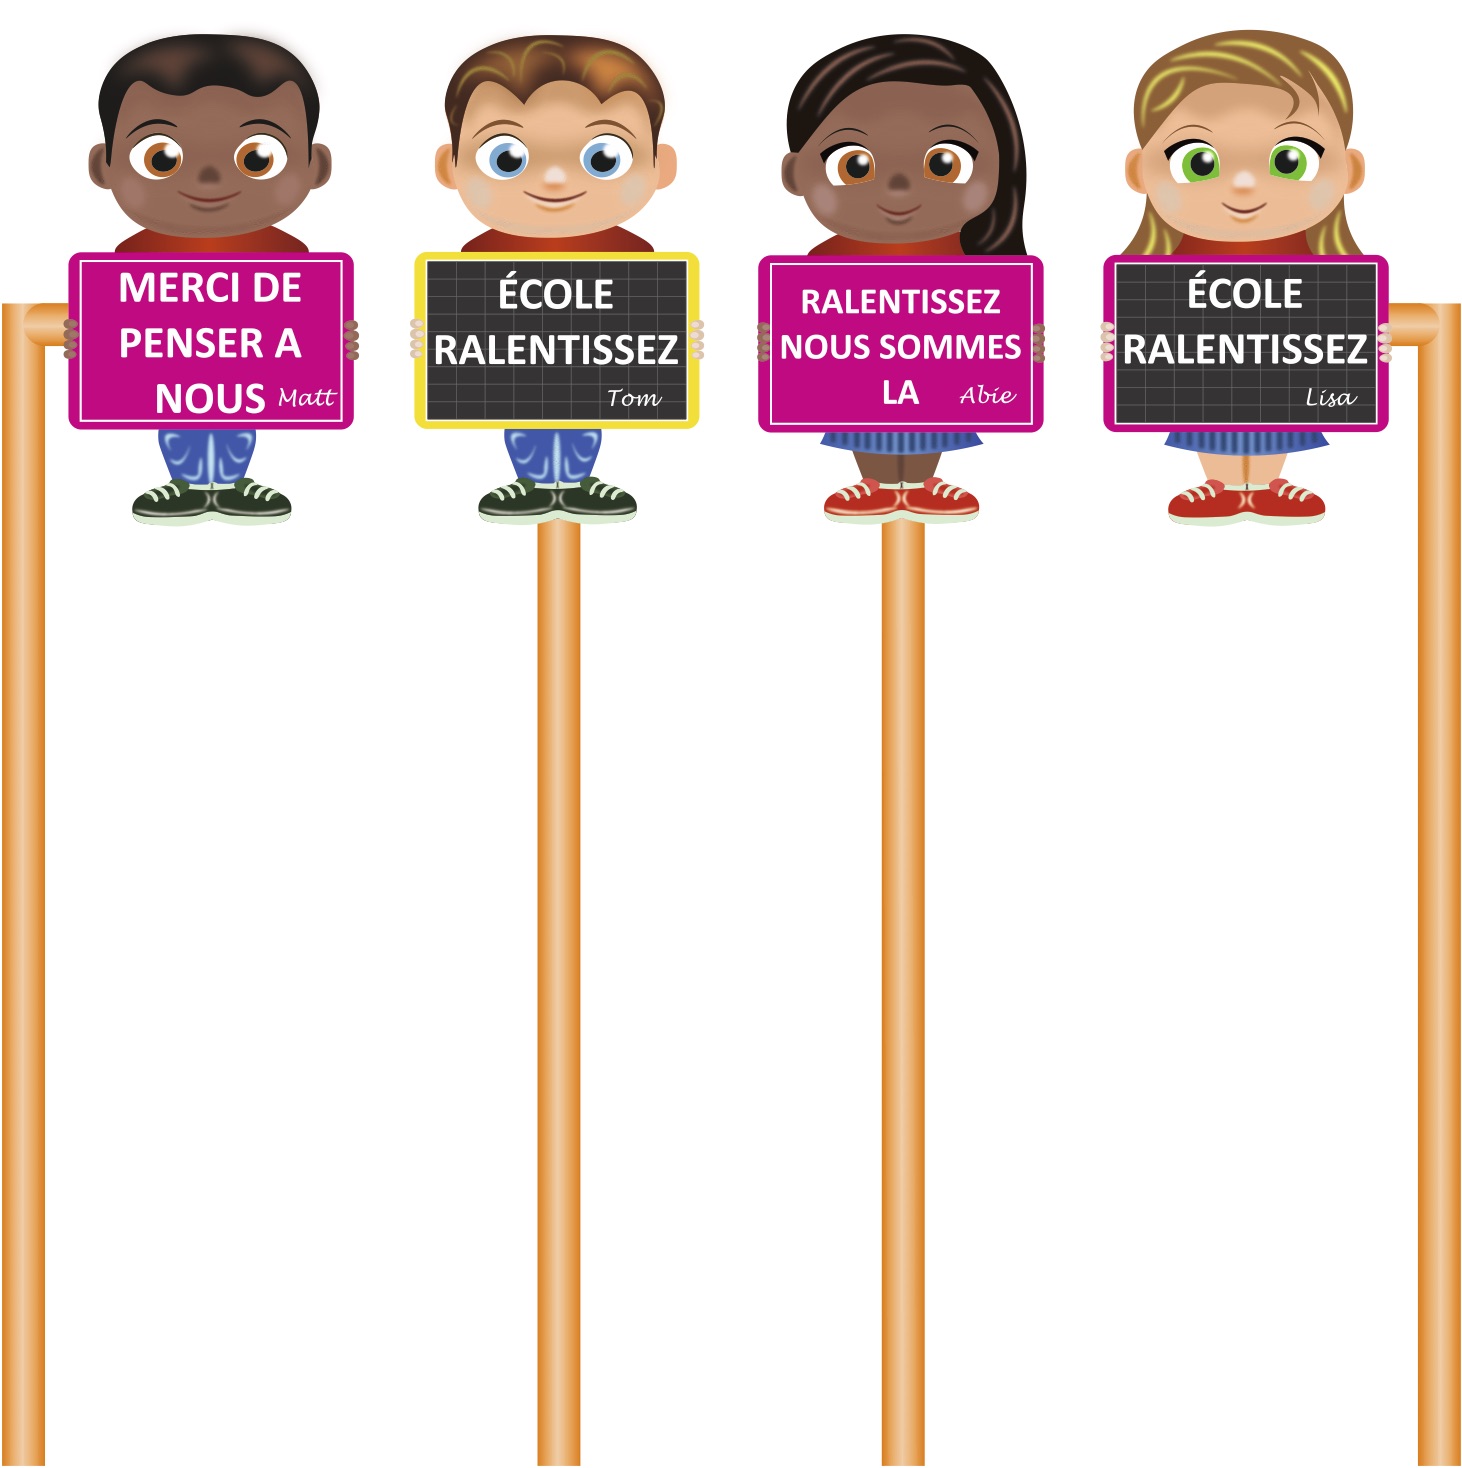 MERCI DE
PENSER A
NOUS Matt
ÉCOLE
RALENTISSEZ
Tom
RALENTISSEZ
NOUS SOMMES
LA Abie
ÉCOLE
RALENTISSEZ
Lisa